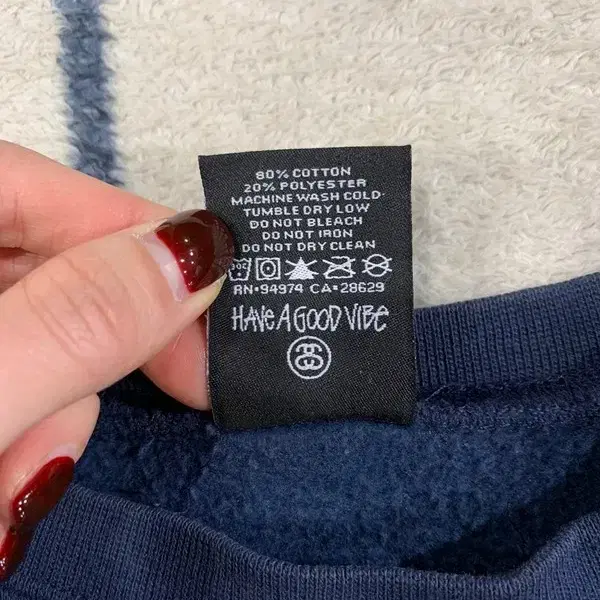 80% COTTON
20% POLYESTER
MACHINE WASH COLD
TUMBLE DRY LOW
DO NOT BLEACH
DO NOT IRON
DO NOT DRY CLEAN
RN:94974 CA:28629
HAVE A GOOD VIBE